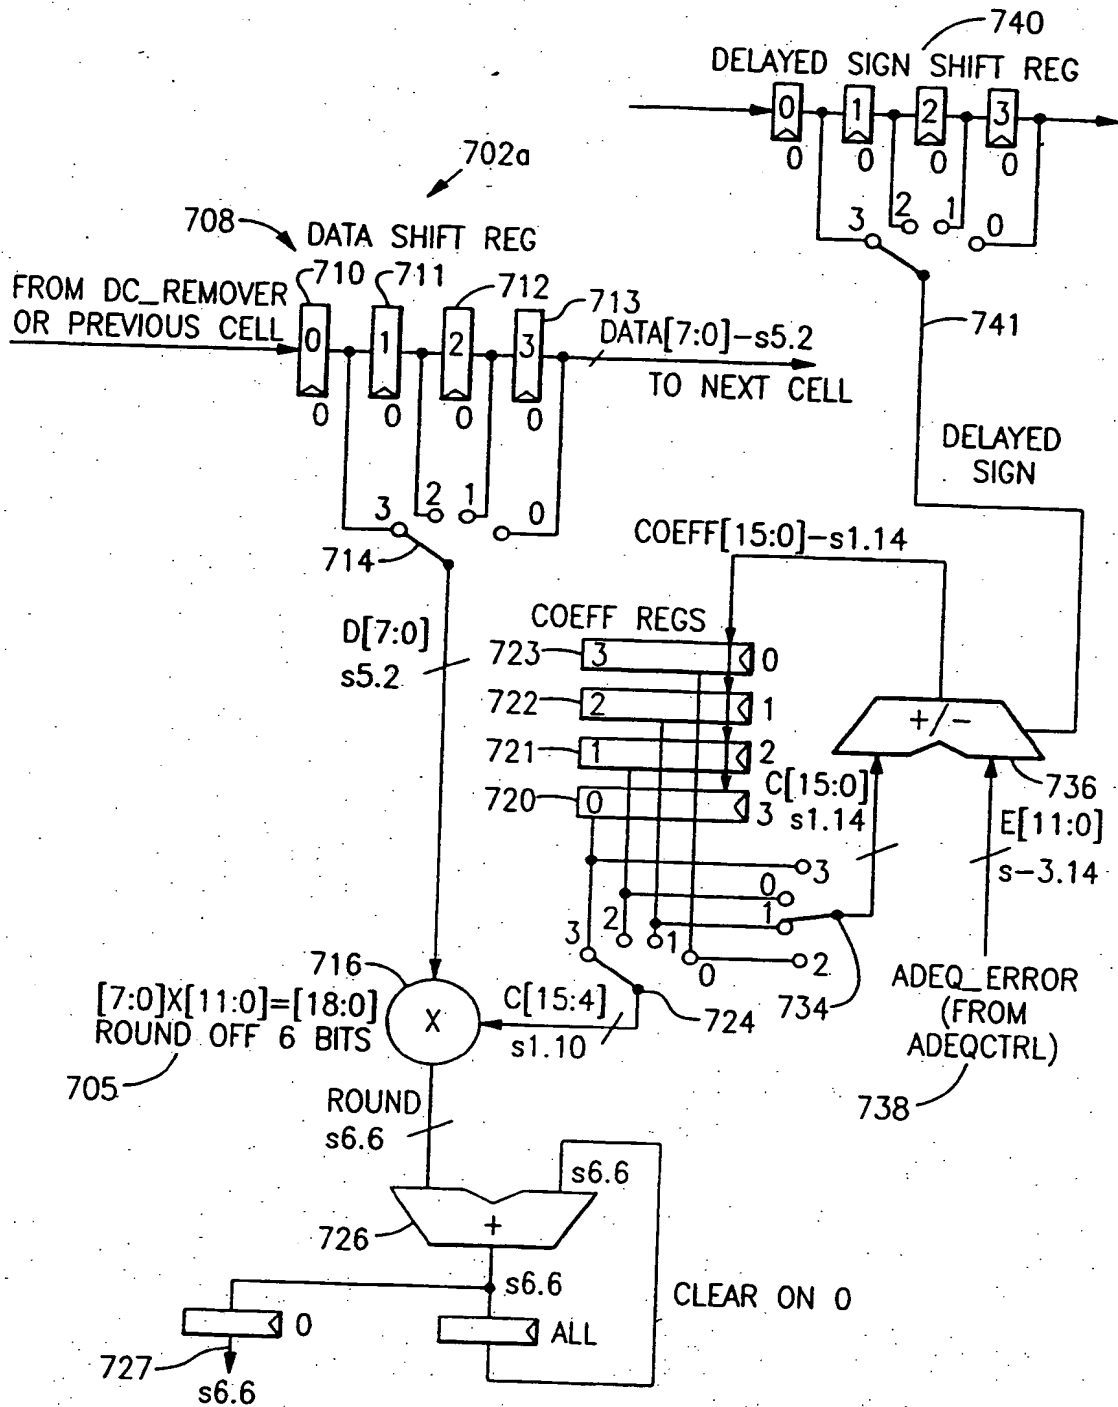 740
DELAYED SIGN SHIFT REG
0 1 2 3
0 0 0 0
3 2 1 0
741
DELAYED
SIGN
702a
708
DATA SHIFT REG
710 711 712 713
FROM DC_REMOVER
OR PREVIOUS CELL
0 1 2 3
0 0 0 0
DATA[7:0]–s5.2
TO NEXT CELL
3 2 1 0
714
D[7:0]
s5.2
COEFF[15:0]–s1.14
COEFF REGS
723 3 0
722 2 1
721 1 2
720 0 3
+/-
736
C[15:0]
s1.14
E[11:0]
s–3.14
3
0
1
2
734
3 2 1 0
724
ADEQ_ERROR
(FROM
ADEQCTRL)
738
716
[7:0]X[11:0]=[18:0]
ROUND OFF 6 BITS
705
X
C[15:4]
s1.10
ROUND
s6.6
s6.6
726
+
s6.6
CLEAR ON 0
0
ALL
727
s6.6